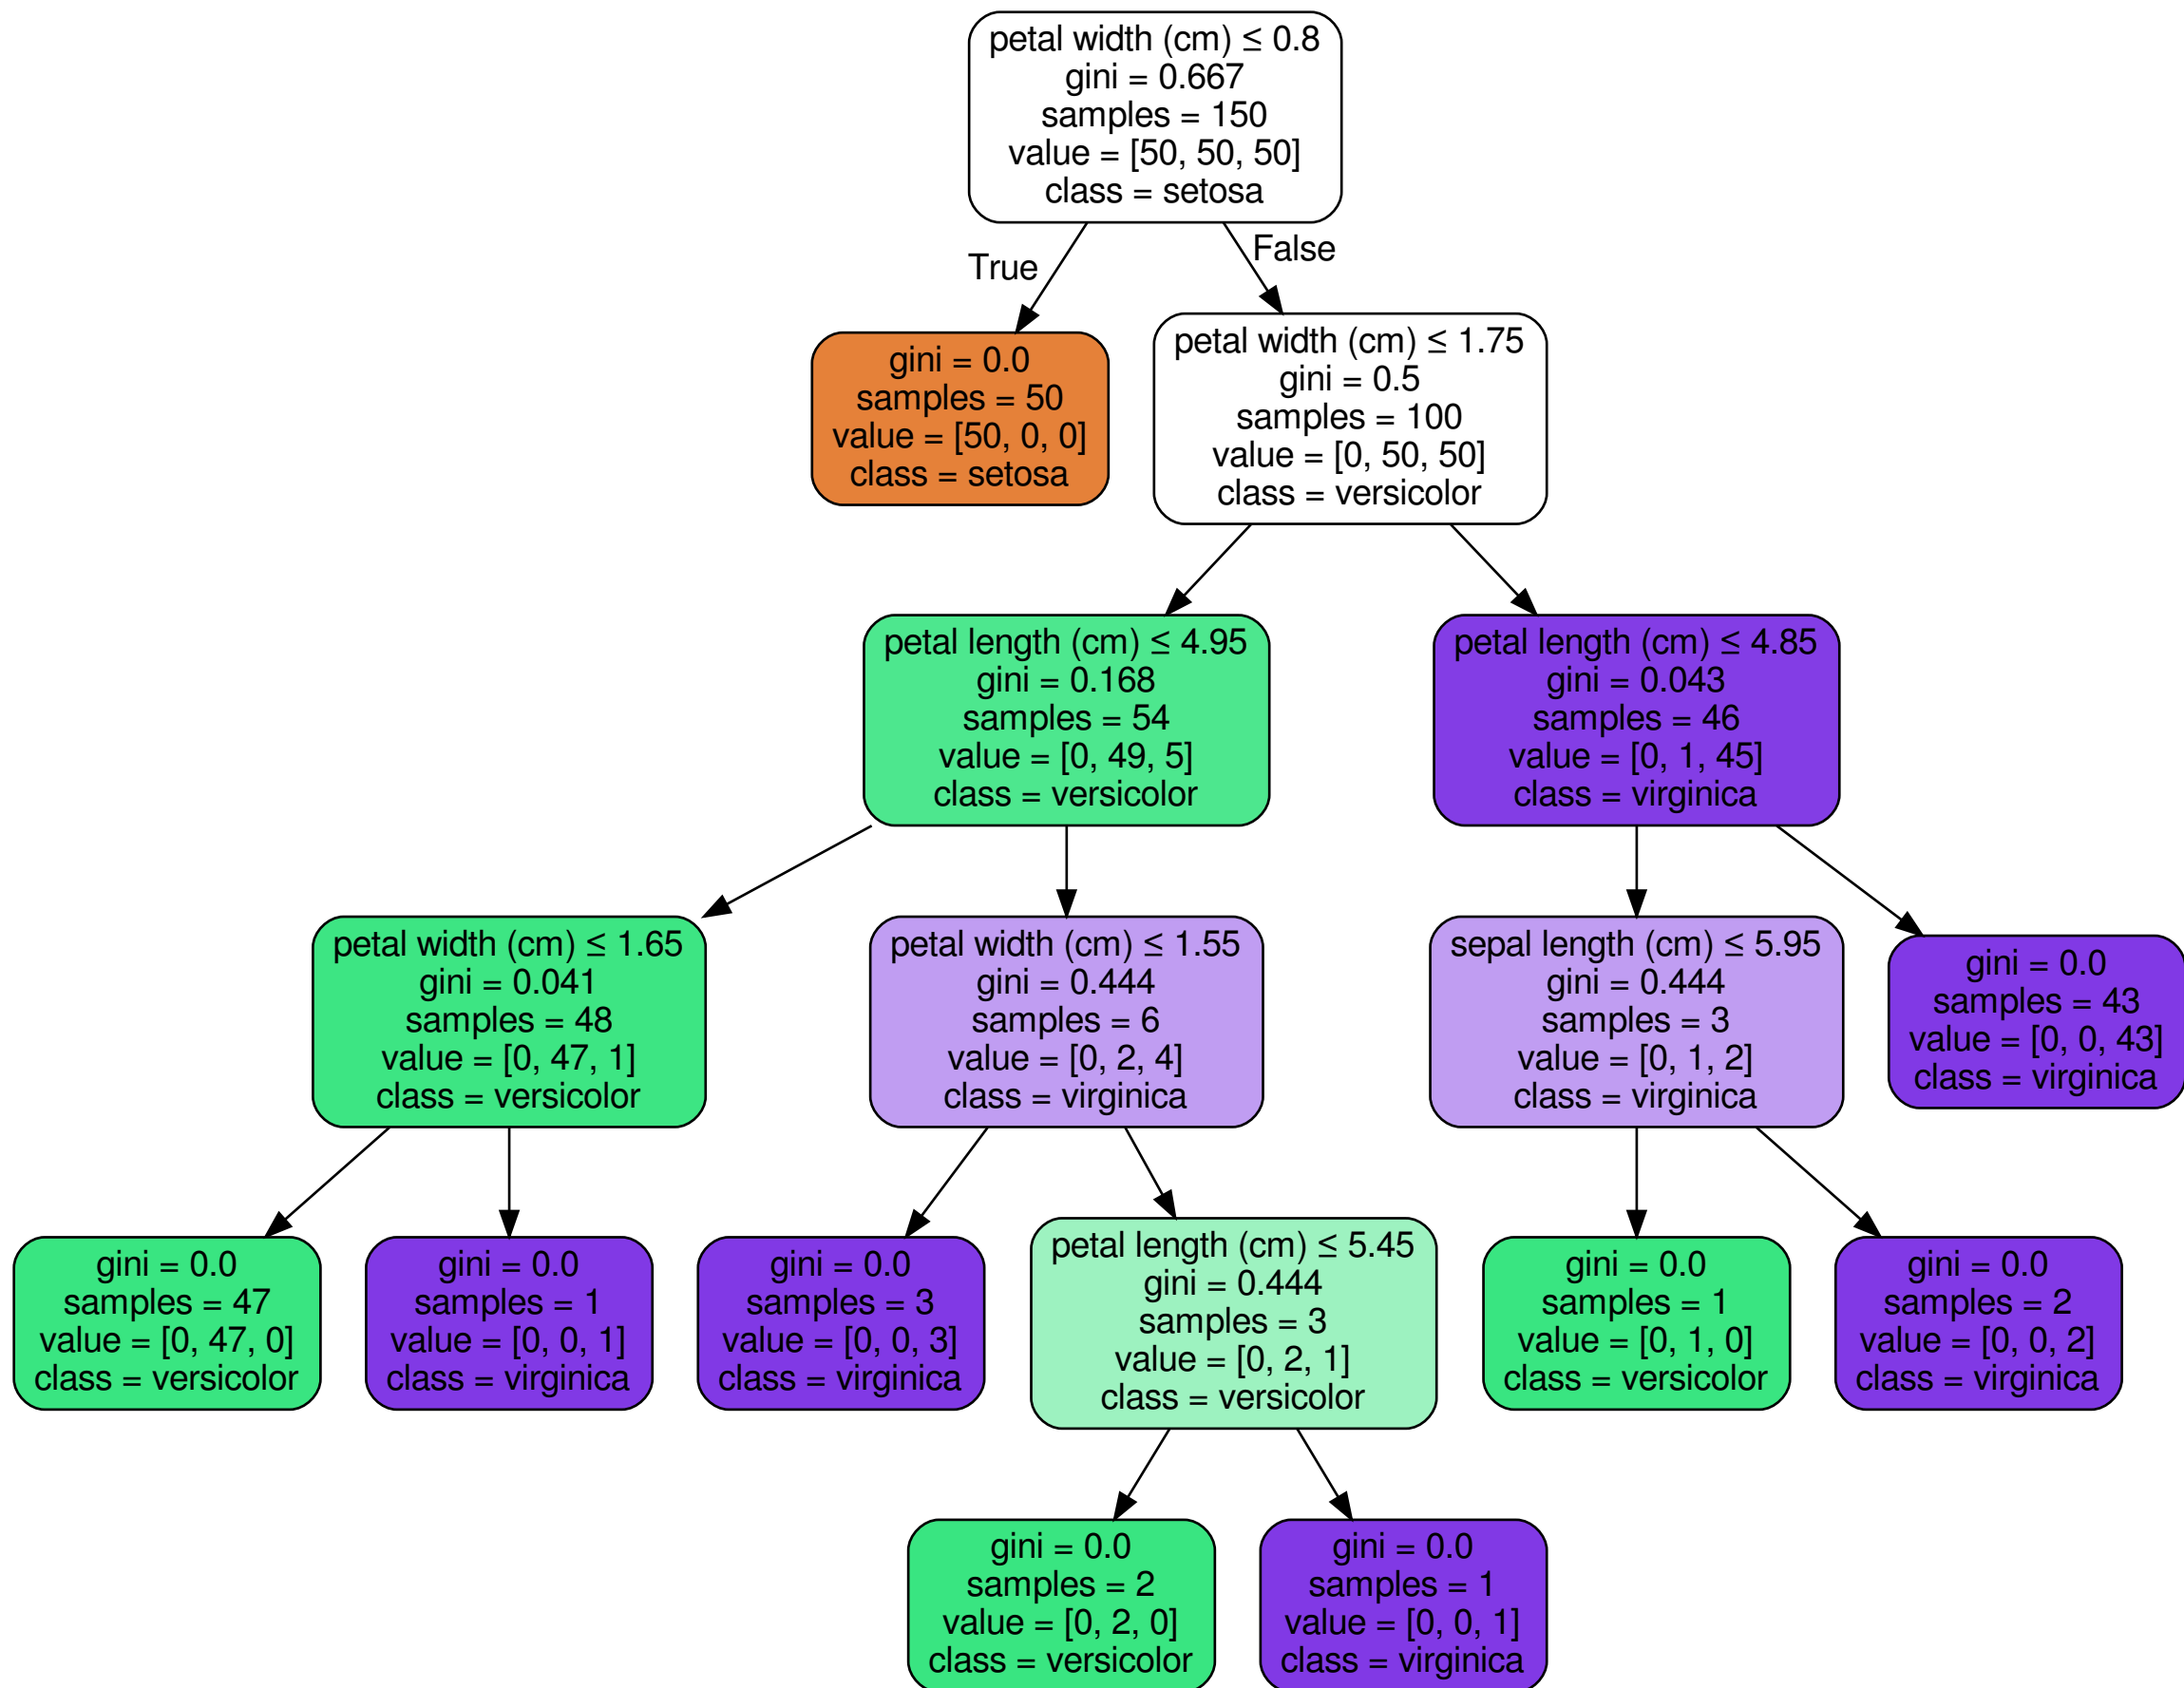 petal width (cm) ≤ 0.8
gini = 0.667
samples = 150
value = [50, 50, 50]
class = setosa
True
False
gini = 0.0
samples = 50
value = [50, 0, 0]
class = setosa
petal width (cm) ≤ 1.75
gini = 0.5
samples = 100
value = [0, 50, 50]
class = versicolor
petal length (cm) ≤ 4.95
gini = 0.168
samples = 54
value = [0, 49, 5]
class = versicolor
petal length (cm) ≤ 4.85
gini = 0.043
samples = 46
value = [0, 1, 45]
class = virginica
petal width (cm) ≤ 1.65
gini = 0.041
samples = 48
value = [0, 47, 1]
class = versicolor
petal width (cm) ≤ 1.55
gini = 0.444
samples = 6
value = [0, 2, 4]
class = virginica
sepal length (cm) ≤ 5.95
gini = 0.444
samples = 3
value = [0, 1, 2]
class = virginica
gini = 0.0
samples = 43
value = [0, 0, 43]
class = virginica
gini = 0.0
samples = 47
value = [0, 47, 0]
class = versicolor
gini = 0.0
samples = 1
value = [0, 0, 1]
class = virginica
gini = 0.0
samples = 3
value = [0, 0, 3]
class = virginica
petal length (cm) ≤ 5.45
gini = 0.444
samples = 3
value = [0, 2, 1]
class = versicolor
gini = 0.0
samples = 1
value = [0, 1, 0]
class = versicolor
gini = 0.0
samples = 2
value = [0, 0, 2]
class = virginica
gini = 0.0
samples = 2
value = [0, 2, 0]
class = versicolor
gini = 0.0
samples = 1
value = [0, 0, 1]
class = virginica